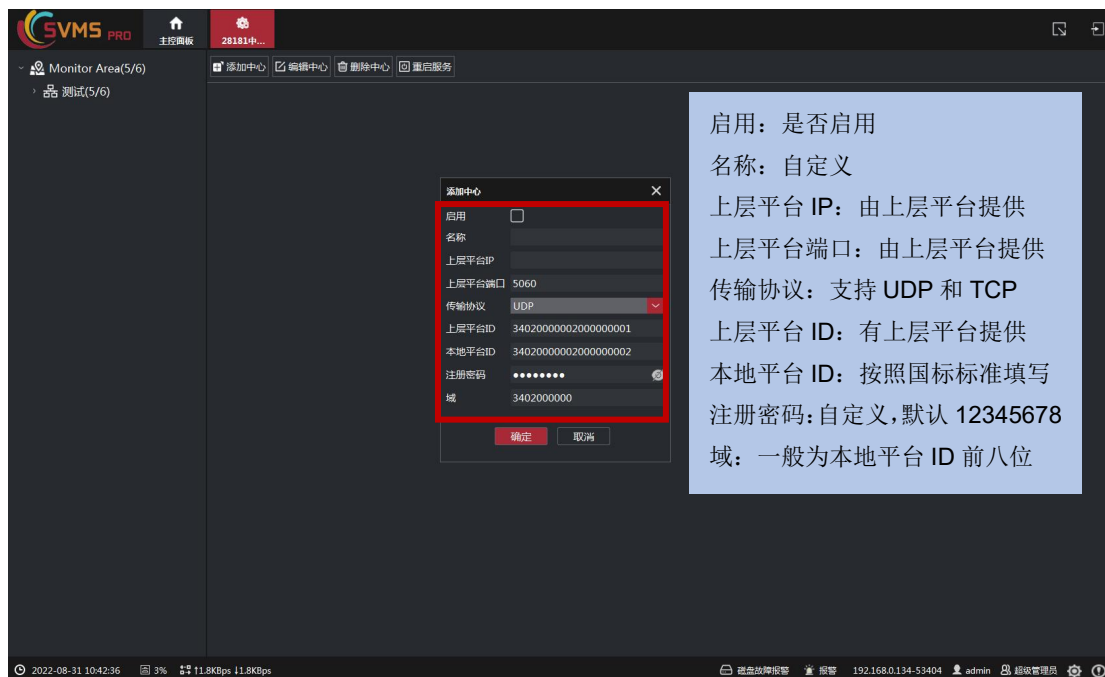 SVMS PRO
主控面板
28181中...
Monitor Area(5/6)
测试(5/6)
添加中心 编辑中心 删除中心 重启服务
添加中心
启用
名称
上层平台IP
上层平台端口 5060
传输协议 UDP
上层平台ID 34020000002000000001
本地平台ID 34020000002000000002
注册密码 ●●●●●●●●
域 3402000000
确定 取消
启用：是否启用
名称：自定义
上层平台 IP：由上层平台提供
上层平台端口：由上层平台提供
传输协议：支持 UDP 和 TCP
上层平台 ID：有上层平台提供
本地平台 ID：按照国标标准填写
注册密码：自定义，默认 12345678
域：一般为本地平台 ID 前八位
2022-08-31 10:42:36 3% ↑1.8KBps ↓1.8KBps
磁盘故障报警 报警 192.168.0.134-53404 admin 超级管理员